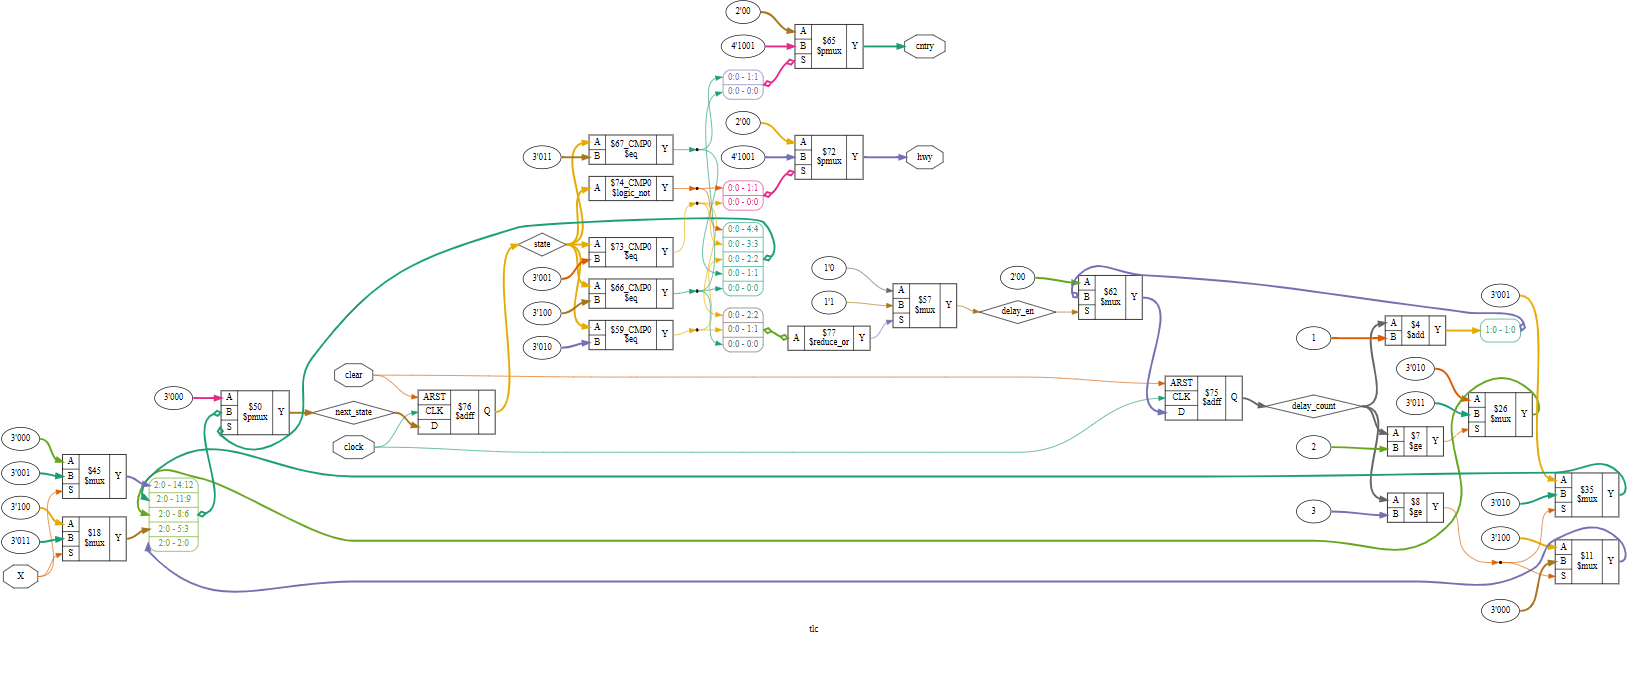 2'00
4'1001
A
B
S
$65
$pmux
Y
cntry
0:0 - 1:1
0:0 - 0:0
2'00
4'1001
A
B
S
$72
$pmux
Y
hwy
0:0 - 1:1
0:0 - 0:0
3'011
A
B
$67_CMP0
$eq
Y
A
$74_CMP0
$logic_not
Y
state
3'001
A
B
$73_CMP0
$eq
Y
3'100
A
B
$66_CMP0
$eq
Y
3'010
A
B
$59_CMP0
$eq
Y
0:0 - 4:4
0:0 - 3:3
0:0 - 2:2
0:0 - 1:1
0:0 - 0:0
0:0 - 2:2
0:0 - 1:1
0:0 - 0:0
A
$77
$reduce_or
Y
1'0
1'1
A
B
S
$57
$mux
Y
delay_en
2'00
A
B
S
$62
$mux
Y
clear
clock
3'000
A
B
S
$50
$pmux
Y
next_state
ARST
CLK
D
$76
$adff
Q
ARST
CLK
D
$75
$adff
Q
delay_count
1
A
B
$4
$add
Y
1:0 - 1:0
3'001
3'010
3'011
A
B
S
$26
$mux
Y
2
A
B
$7
$ge
Y
3
A
B
$8
$ge
Y
3'010
A
B
S
$35
$mux
Y
3'100
3'000
A
B
S
$11
$mux
Y
3'000
3'001
A
B
S
$45
$mux
Y
3'100
3'011
X
A
B
S
$18
$mux
Y
2:0 - 14:12
2:0 - 11:9
2:0 - 8:6
2:0 - 5:3
2:0 - 2:0
tlc